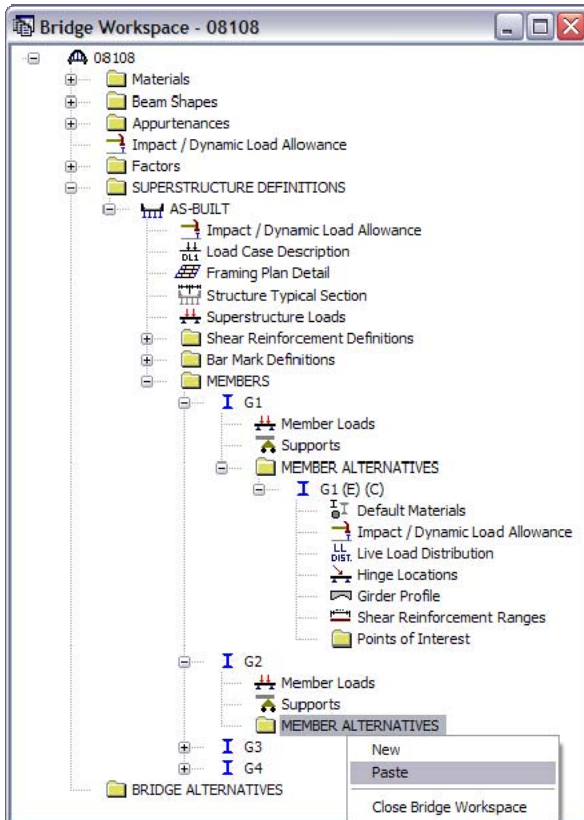 Bridge Workspace - 08108
08108
Materials
Beam Shapes
Appurtenances
Impact / Dynamic Load Allowance
Factors
SUPERSTRUCTURE DEFINITIONS
AS-BUILT
Impact / Dynamic Load Allowance
DL1 Load Case Description
Framing Plan Detail
Structure Typical Section
Superstructure Loads
Shear Reinforcement Definitions
Bar Mark Definitions
MEMBERS
G1
Member Loads
Supports
MEMBER ALTERNATIVES
G1 (E) (C)
Default Materials
Impact / Dynamic Load Allowance
LL DIST. Live Load Distribution
Hinge Locations
Girder Profile
Shear Reinforcement Ranges
Points of Interest
G2
Member Loads
Supports
MEMBER ALTERNATIVES
New
G3
Paste
G4
BRIDGE ALTERNATIVES
Close Bridge Workspace